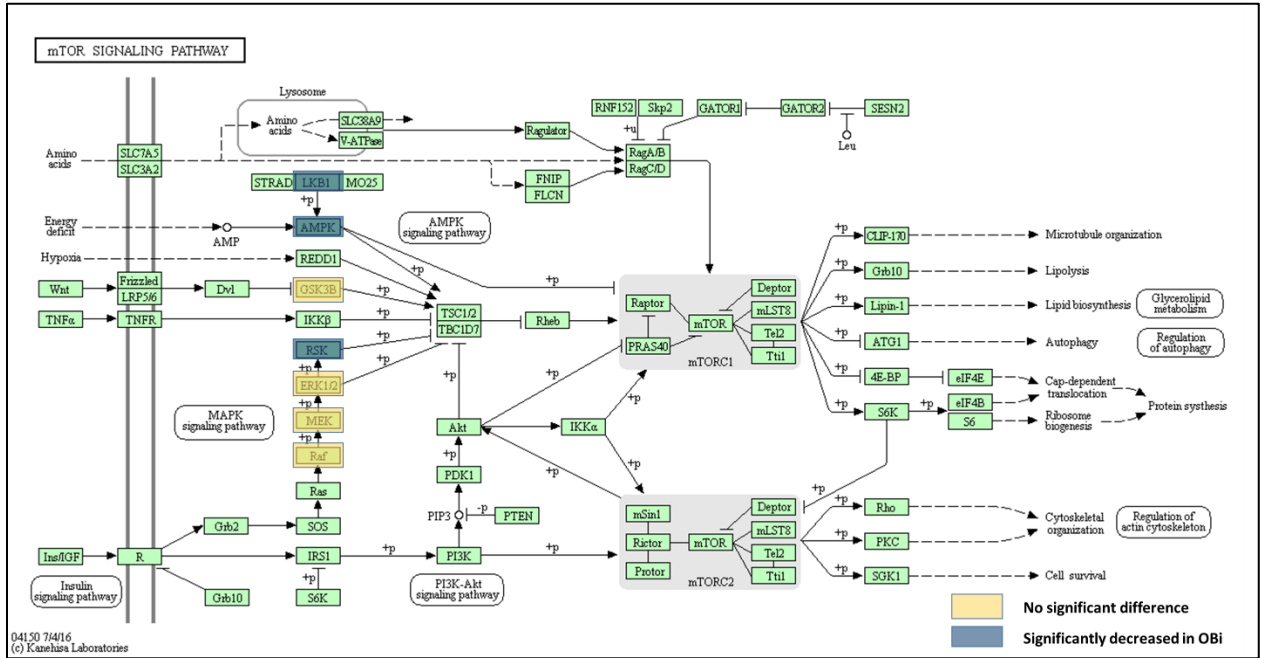 mTOR SIGNALING PATHWAY
Lysosome
Amino
acids
SLC38A9
V-ATPase
Ragulator
RNF152
Skp2
GATOR1
GATOR2
SESN2
+u
Leu
RagA/B
RagC/D
Amino
acids
SLC7A5
SLC3A2
FNIP
FLCN
STRAD
LKB1
MO25
+p
Energy
deficit
AMP
AMPK
AMPK
signaling pathway
+p
+p
Hypoxia
REDD1
Wnt
Frizzled
LRP5/6
Dvl
GSK3B
+p
TNFα
TNFR
IKKβ
+p
TSC1/2
TBC1D7
Rheb
RSK
+p
+p
ERK1/2
+p
+p
MEK
+p
Raf
MAPK
signaling pathway
Ras
SOS
Grb2
+p
Akt
+p
PDK1
PIP3
-p
PTEN
IKKα
+p
+p
+p
+p
Raptor
PRAS40
mTOR
Deptor
mLST8
Tel2
Tti1
mTORC1
+p
CLIP-170
Microtubule organization
+p
Grb10
Lipolysis
+p
Lipin-1
Lipid biosynthesis
Glycerolipid
metabolism
+p
ATG1
Autophagy
Regulation
of autophagy
+p
4E-BP
eIF4E
Cap-dependent
translocation
+p
S6K
+p
eIF4B
S6
Ribosome
biogenesis
Protein systhesis
+p
Ins/IGF
R
IRS1
+p
PI3K
+p
Insulin
signaling pathway
Grb10
+p
S6K
PI3K-Akt
signaling pathway
mSin1
Rictor
Protor
mTOR
Deptor
mLST8
Tel2
Tti1
mTORC2
+p
Rho
+p
PKC
Cytoskeletal
organization
Regulation of
actin cytoskeleton
+p
SGK1
Cell survival
No significant difference
Significantly decreased in OBi
04150 7/4/16
(c) Kanehisa Laboratories